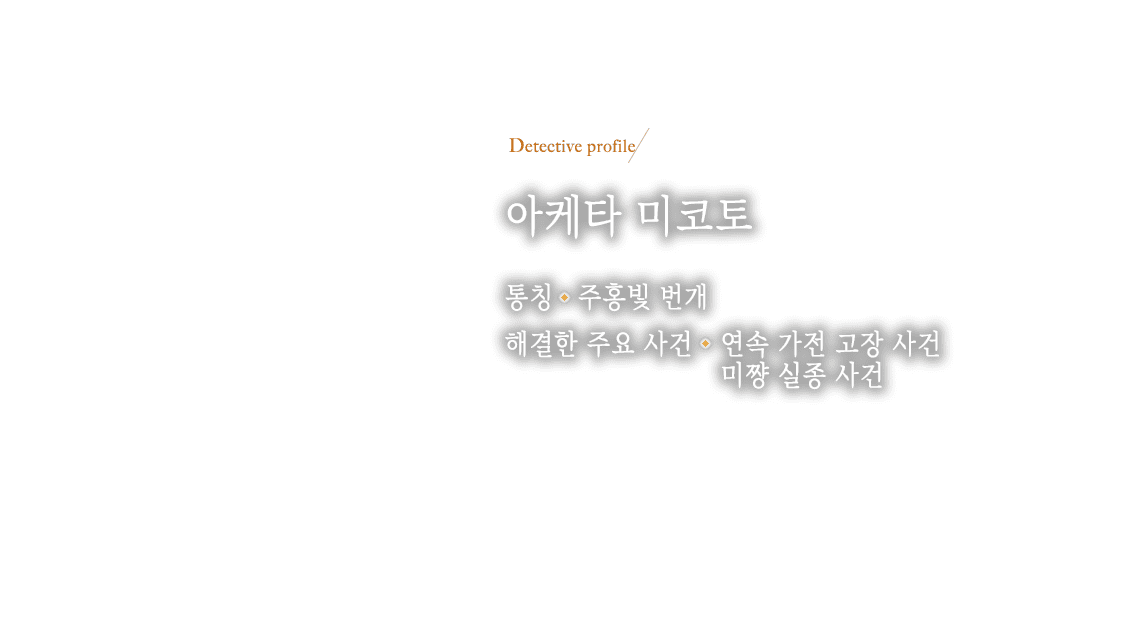 Detective profile
아케타 미코토
통칭◆주홍빛 번개
해결한 주요 사건◆연속 가전 고장 사건
미쨩 실종 사건